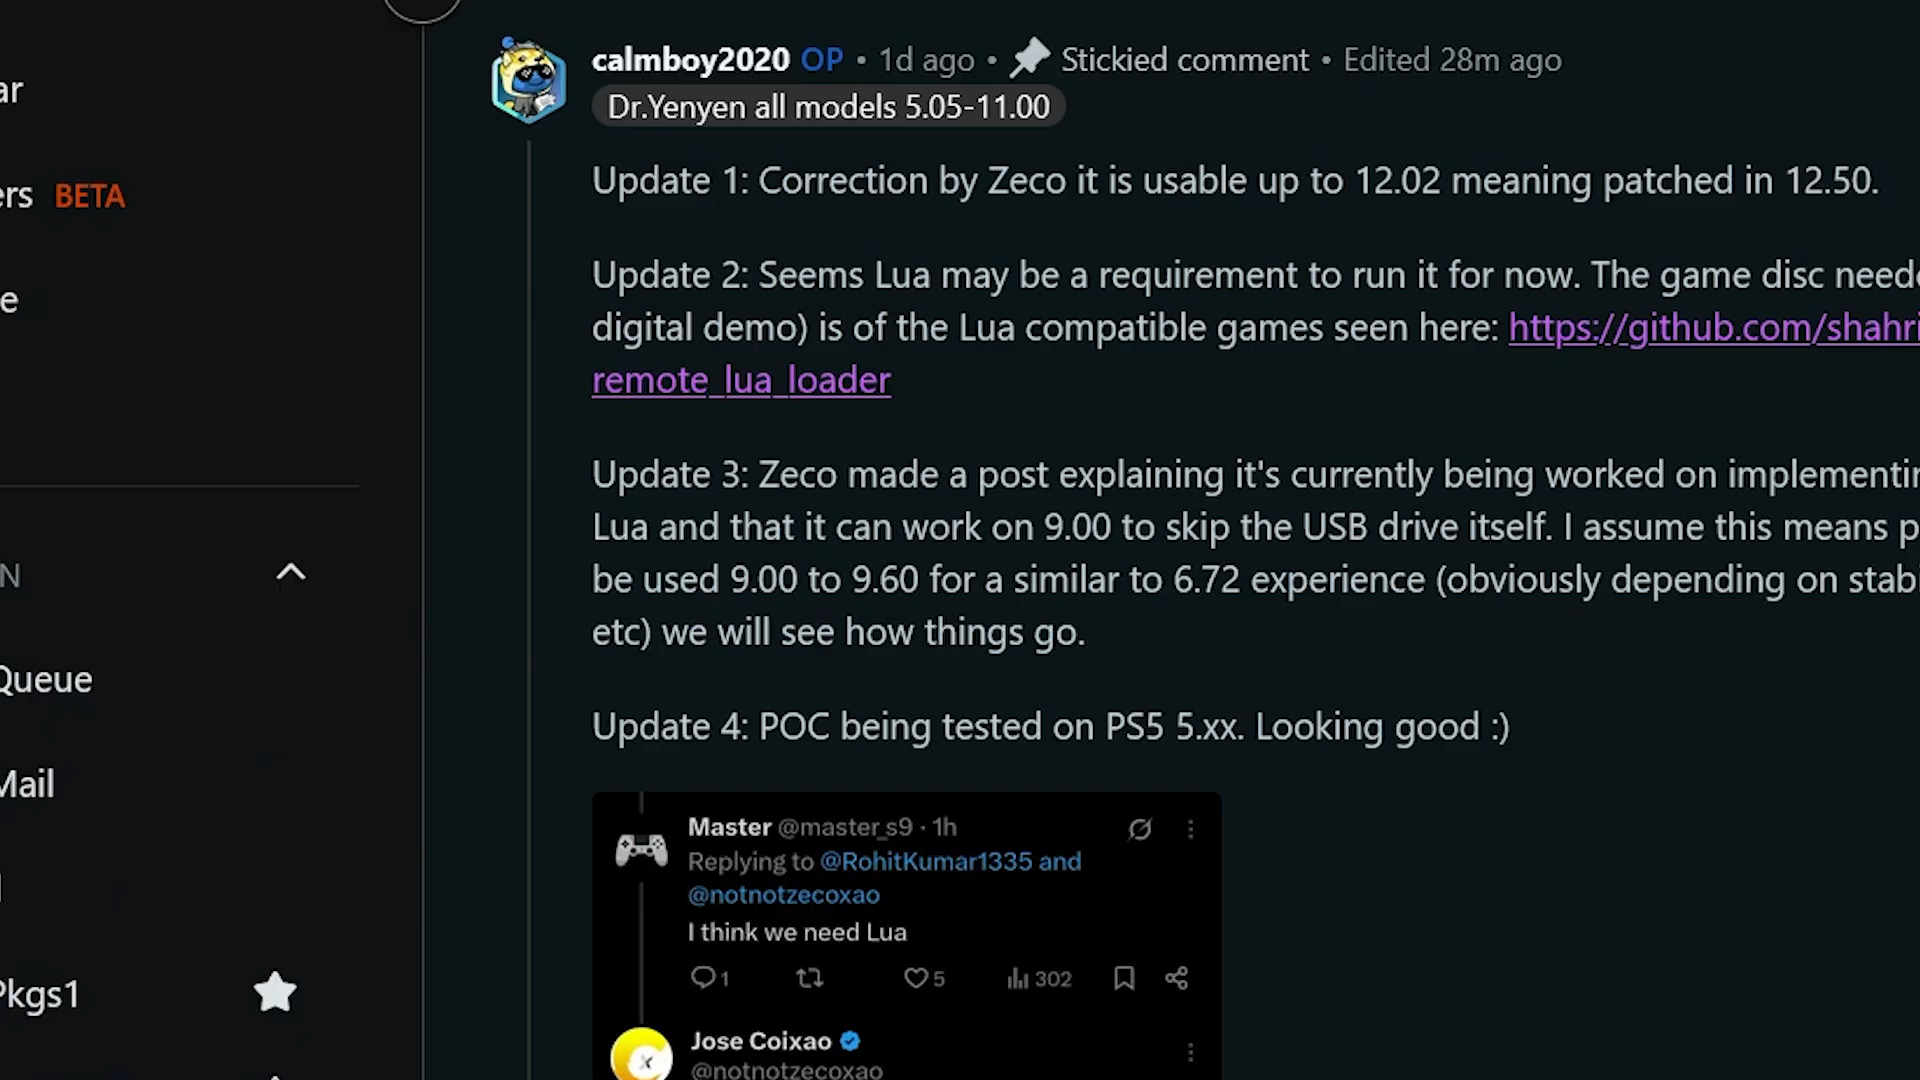 ar
ers BETA
e
N
Queue
Mail
Pkgs1
calmboy2020 OP • 1d ago • Stickied comment • Edited 28m ago
Dr.Yenyen all models 5.05-11.00
Update 1: Correction by Zeco it is usable up to 12.02 meaning patched in 12.50.
Update 2: Seems Lua may be a requirement to run it for now. The game disc neede
digital demo) is of the Lua compatible games seen here: https://github.com/shahri
remote_lua_loader
Update 3: Zeco made a post explaining it's currently being worked on implementin
Lua and that it can work on 9.00 to skip the USB drive itself. I assume this means p
be used 9.00 to 9.60 for a similar to 6.72 experience (obviously depending on stabi
etc) we will see how things go.
Update 4: POC being tested on PS5 5.xx. Looking good :)
Master @master_s9 · 1h
Replying to @RohitKumar1335 and
@notnotzecoxao
I think we need Lua
1 5 302
Jose Coixao
@notnotzecoxao